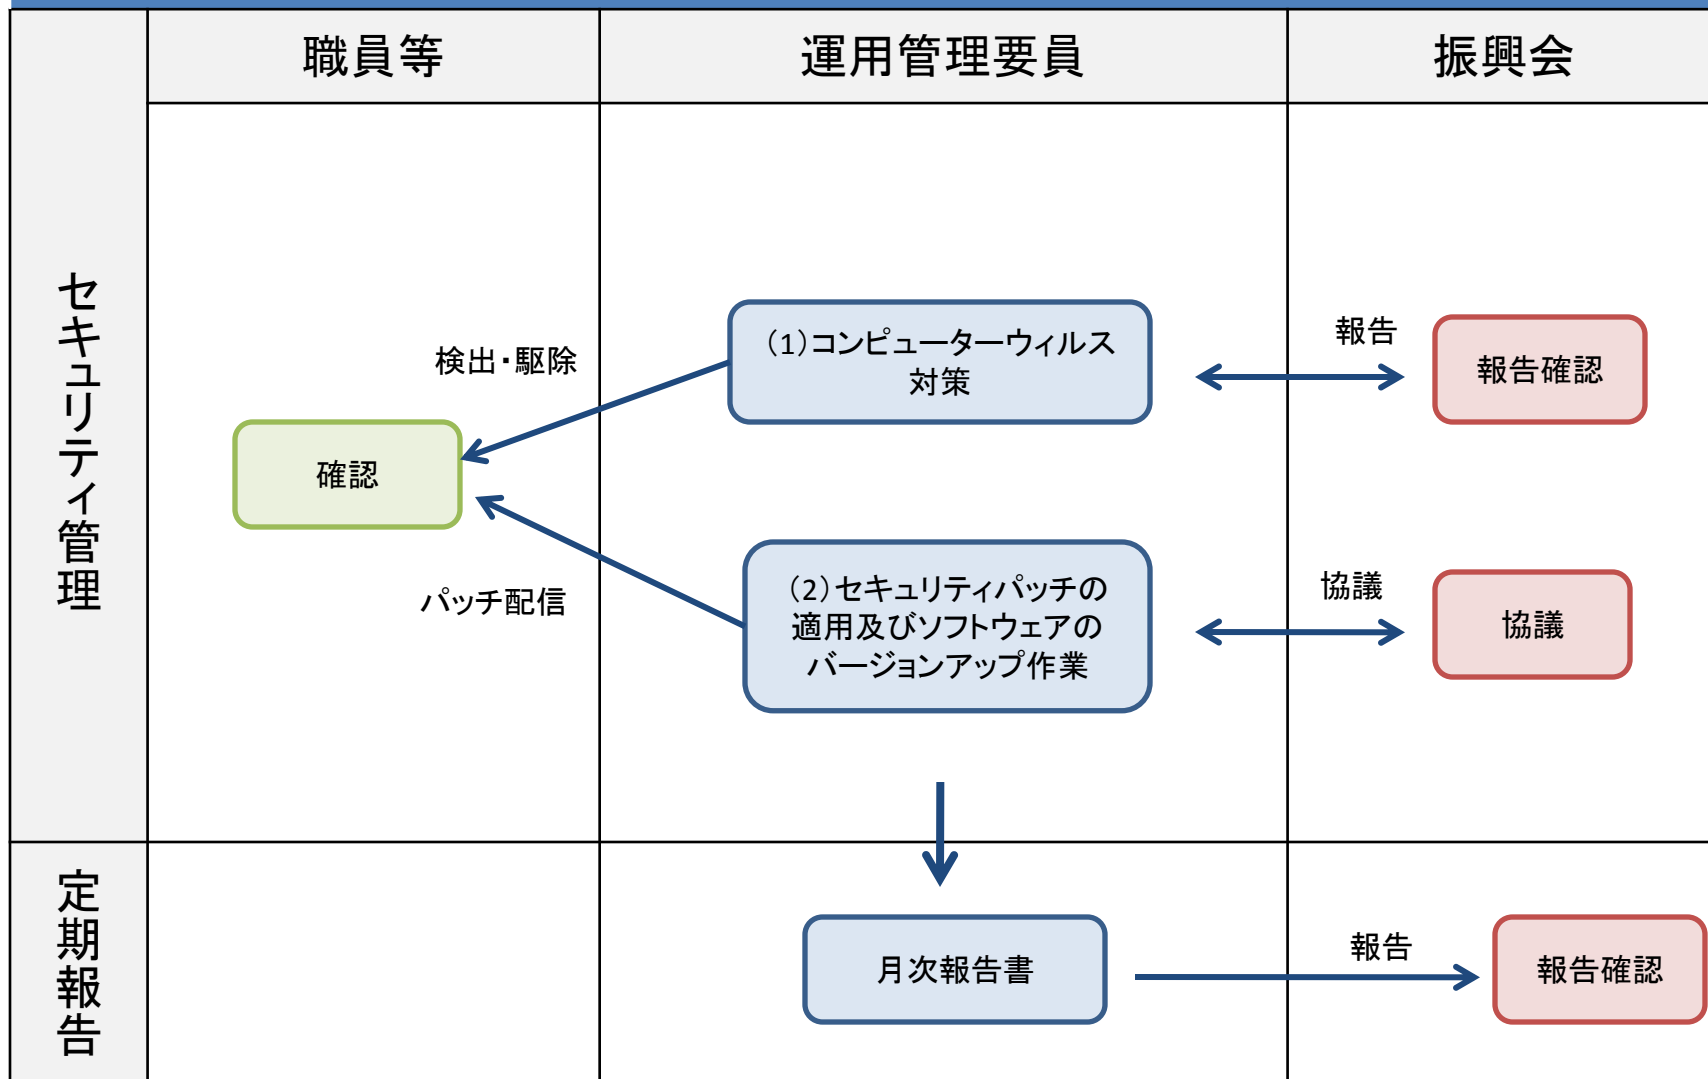 職員等
運用管理要員
振興会
セキュリティ管理
(1)コンピューターウィルス
対策
報告
報告確認
検出・駆除
確認
パッチ配信
(2)セキュリティパッチの
適用及びソフトウェアの
バージョンアップ作業
協議
協議
定期報告
月次報告書
報告
報告確認